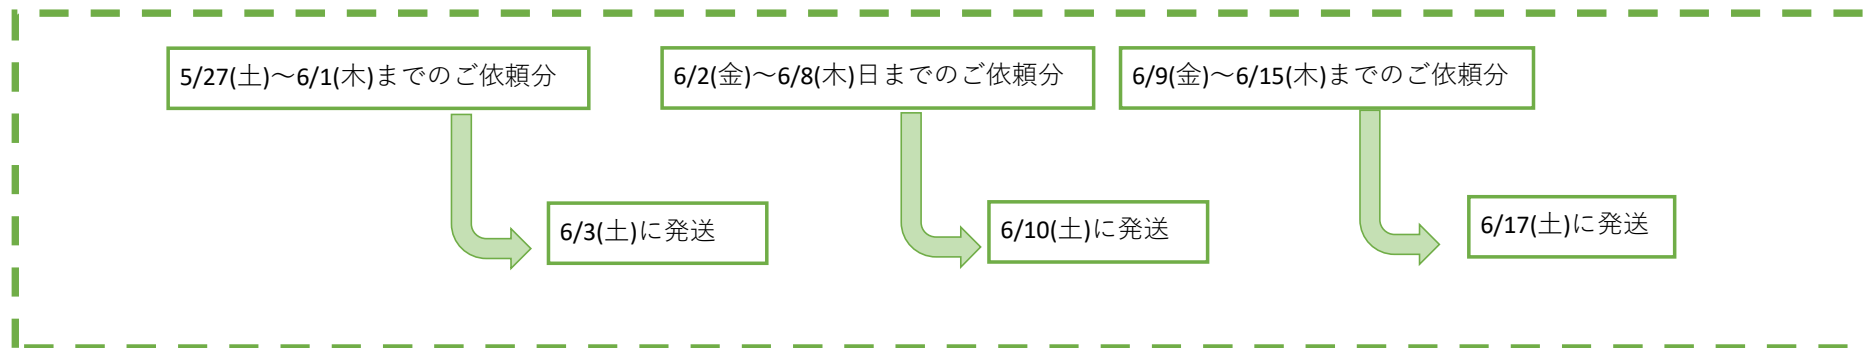 5/27(土)～6/1(木)までのご依頼分
6/2(金)～6/8(木)日までのご依頼分
6/9(金)～6/15(木)までのご依頼分
6/3(土)に発送
6/10(土)に発送
6/17(土)に発送